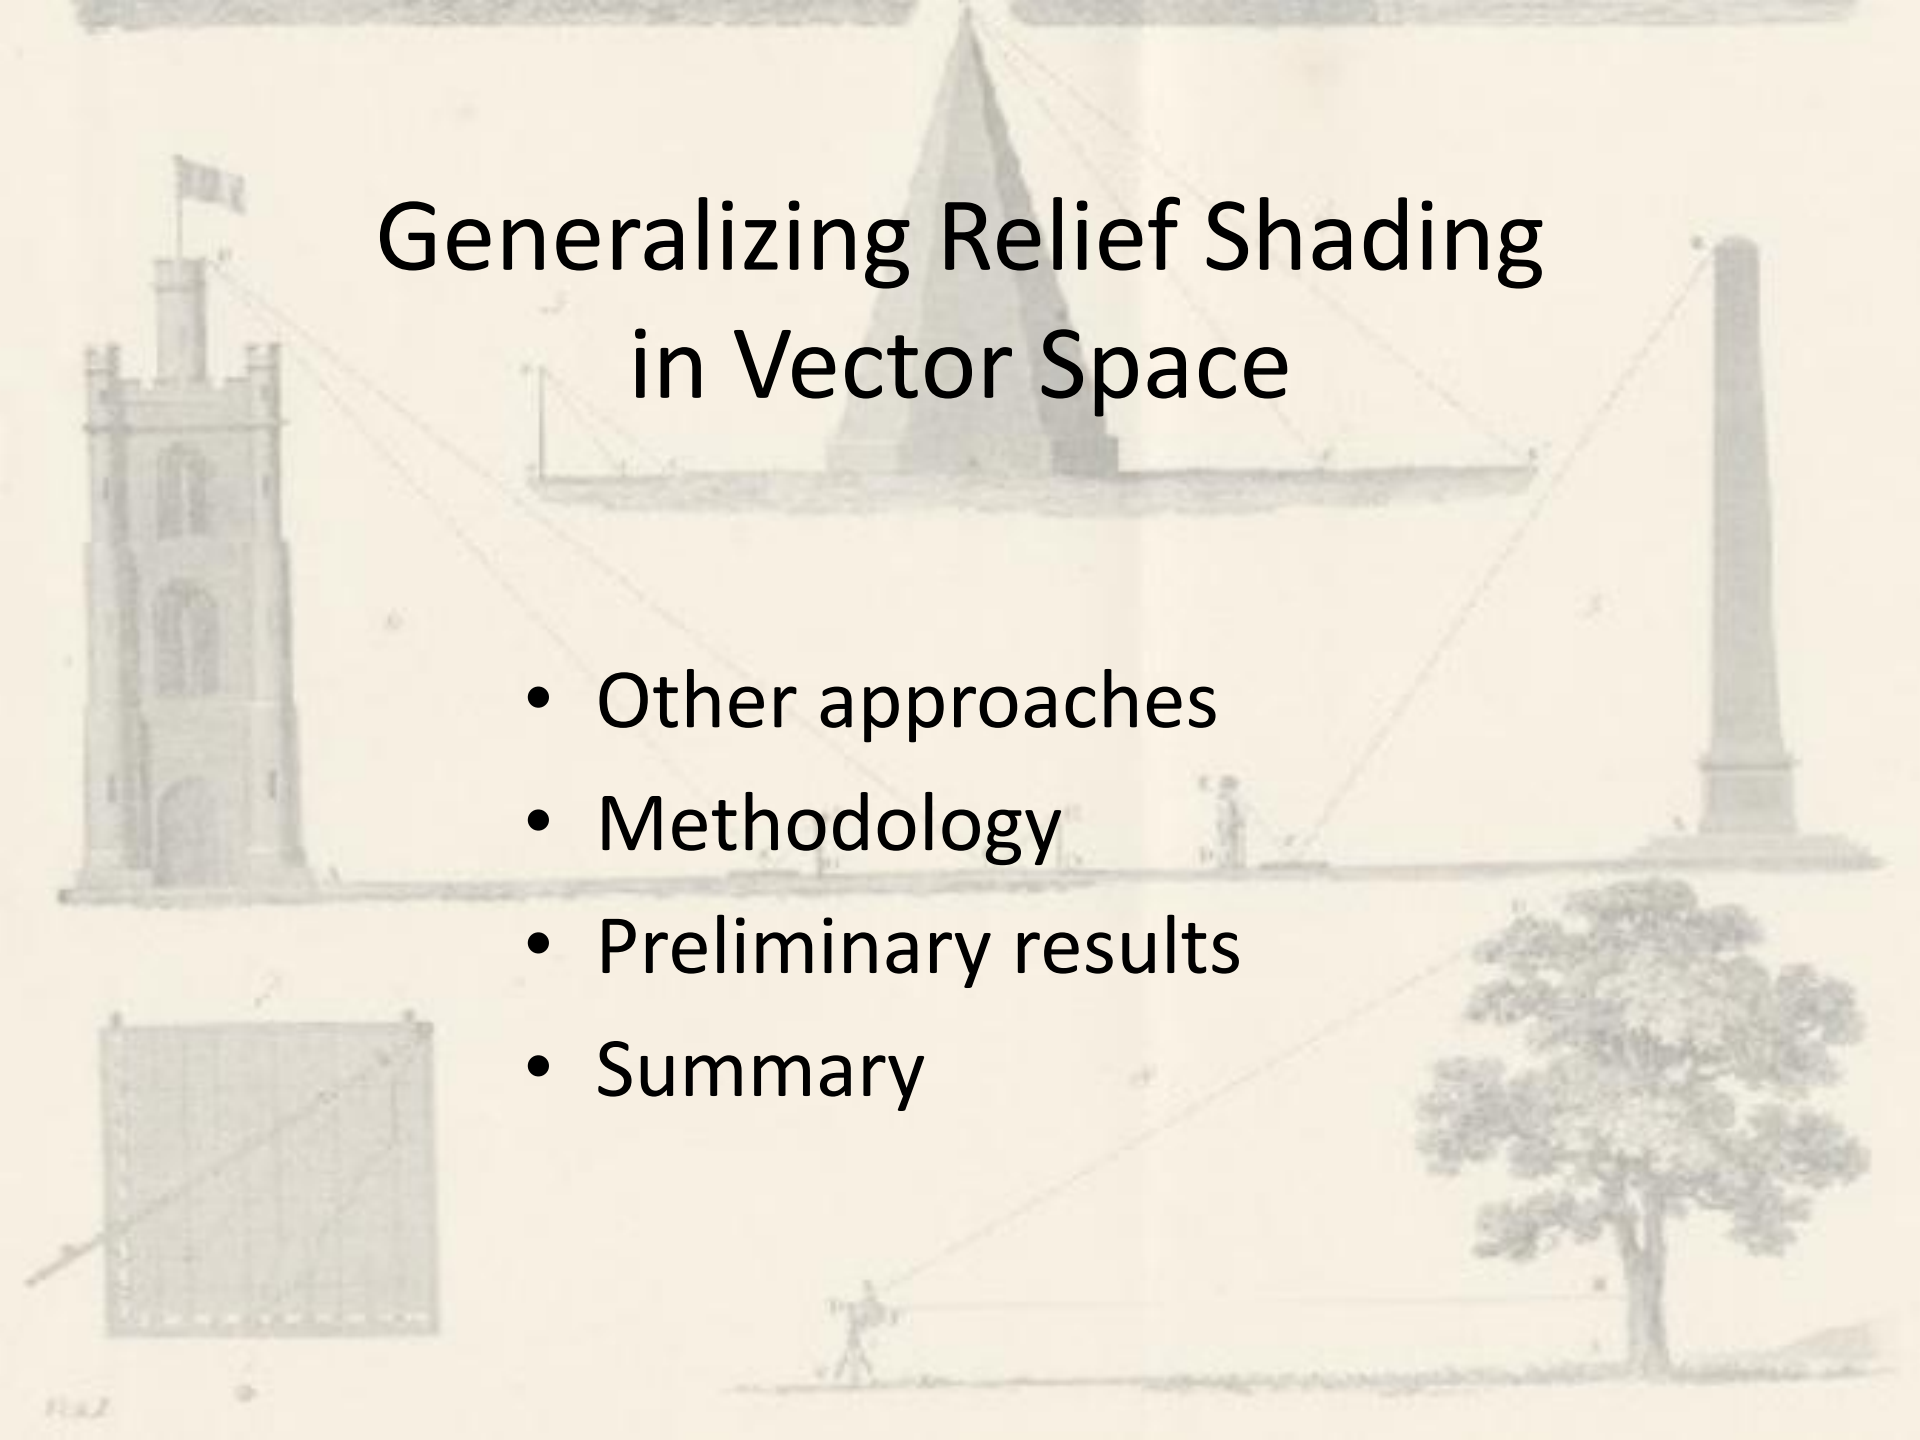 Generalizing Relief Shading
in Vector Space
• Other approaches
• Methodology
• Preliminary results
• Summary